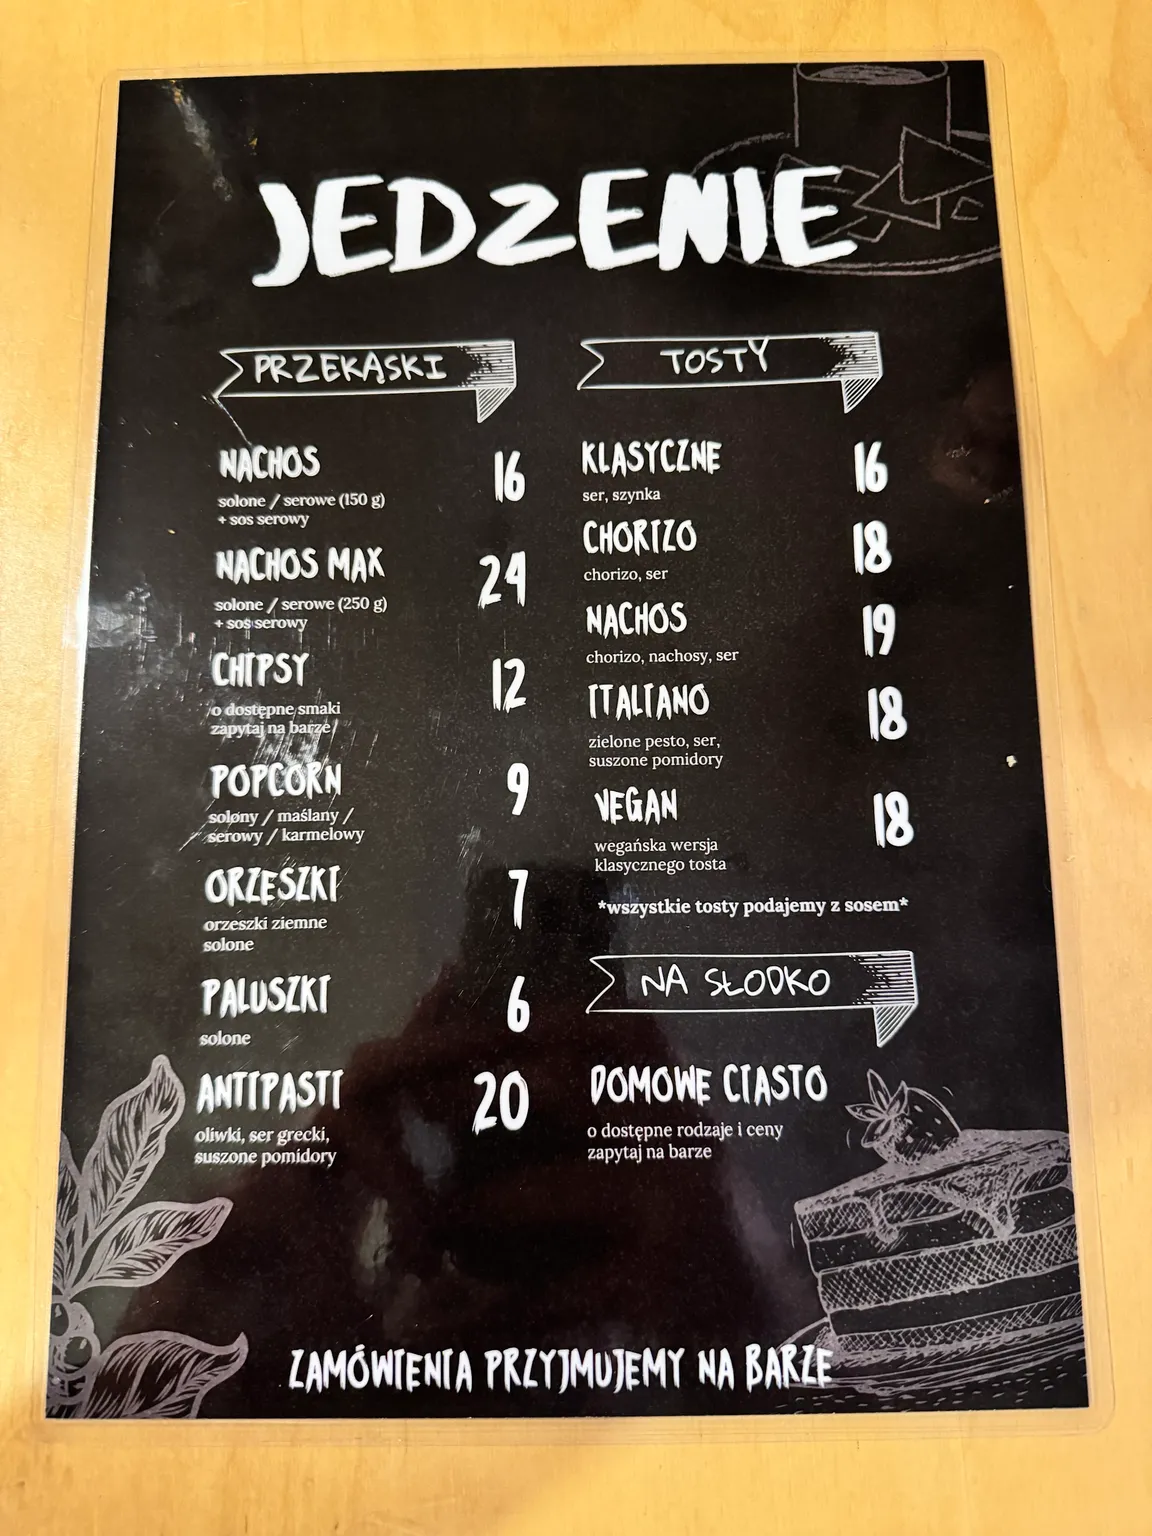 JEDZENIE
PRZEKĄSKI
NACHOS 16
solone / serowe (150 g)
+ sos serowy
NACHOS MAX 24
solone / serowe (250 g)
+ sos serowy
CHIPSY 12
o dostępne smaki
zapytaj na barze
POPCORN 9
solony / maślany /
serowy / karmelowy
ORZESZKI 7
orzeszki ziemne
solone
PALUSZKI 6
solone
ANTIPASTI 20
oliwki, ser grecki,
suszone pomidory
TOSTY
KLASYCZNE 16
ser, szynka
CHORIZO 18
chorizo, ser
NACHOS 19
chorizo, nachosy, ser
ITALIANO 18
zielone pesto, ser,
suszone pomidory
VEGAN 18
wegańska wersja
klasycznego tosta
*wszystkie tosty podajemy z sosem*
NA SŁODKO
DOMOWE CIASTO
o dostępne rodzaje i ceny
zapytaj na barze
ZAMÓWIENIA PRZYJMUJEMY NA BARZE